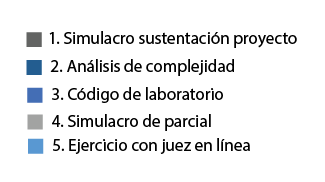 1. Simulacro sustentación proyecto
2. Análisis de complejidad
3. Código de laboratorio
4. Simulacro de parcial
5. Ejercicio con juez en línea